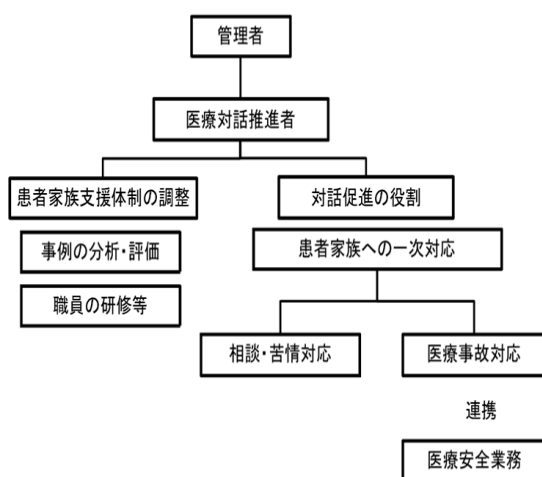 管理者
医療対話推進者
患者家族支援体制の調整
対話促進の役割
事例の分析・評価
患者家族への一次対応
職員の研修等
相談・苦情対応
医療事故対応
連携
医療安全業務